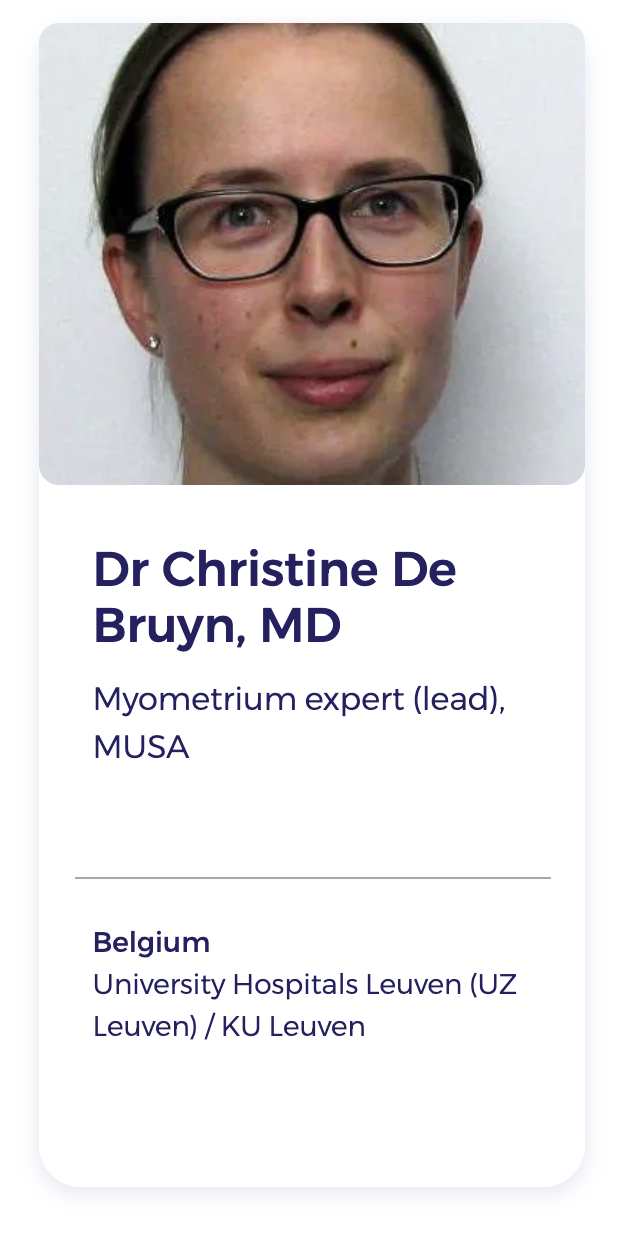 Dr Christine De
Bruyn, MD
Myometrium expert (lead),
MUSA
Belgium
University Hospitals Leuven (UZ
Leuven) / KU Leuven